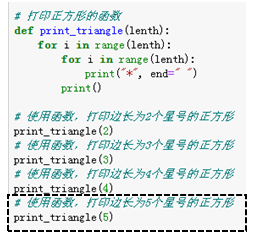 # 打印正方形的函数
def print_triangle(lenth):
    for i in range(lenth):
        for i in range(lenth):
            print("*", end=" ")
        print()
# 使用函数, 打印边长为2个星号的正方形
print_triangle(2)
# 使用函数, 打印边长为3个星号的正方形
print_triangle(3)
# 使用函数, 打印边长为4个星号的正方形
print_triangle(4)
# 使用函数, 打印边长为5个星号的正方形
print_triangle(5)